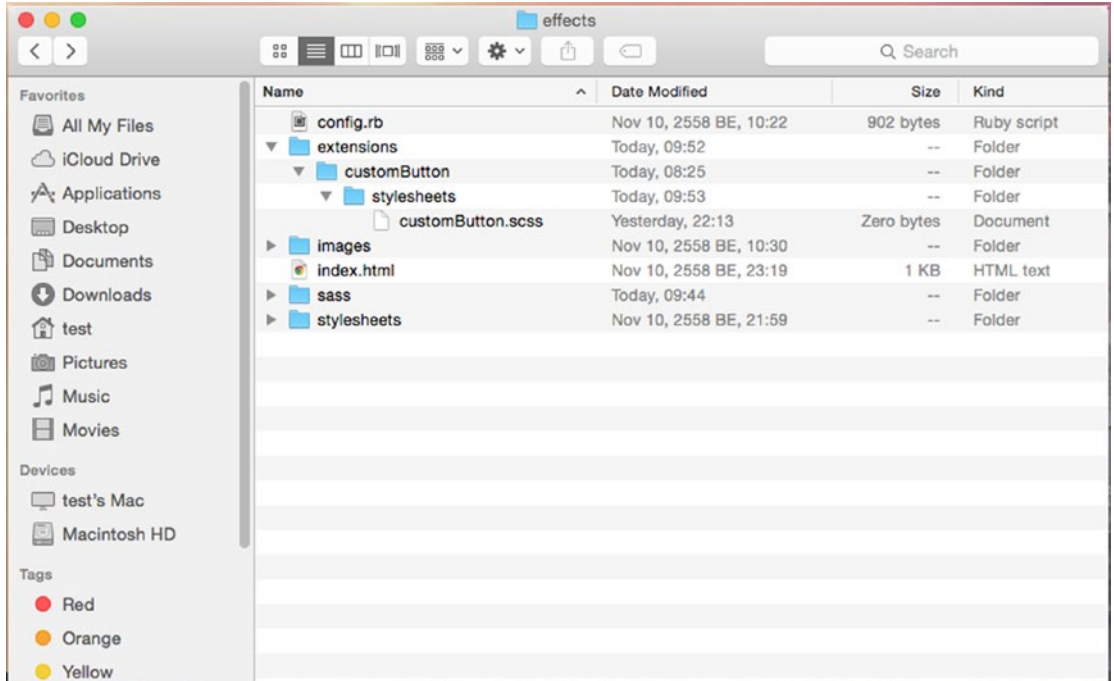 effects
Search
Favorites
All My Files
iCloud Drive
Applications
Desktop
Documents
Downloads
test
Pictures
Music
Movies
Devices
test's Mac
Macintosh HD
Tags
Red
Orange
Yellow
Name Date Modified Size Kind
config.rb Nov 10, 2558 BE, 10:22 902 bytes Ruby script
extensions Today, 09:52 -- Folder
customButton Today, 08:25 -- Folder
stylesheets Today, 09:53 -- Folder
customButton.scss Yesterday, 22:13 Zero bytes Document
images Nov 10, 2558 BE, 10:30 -- Folder
index.html Nov 10, 2558 BE, 23:19 1 KB HTML text
sass Today, 09:44 -- Folder
stylesheets Nov 10, 2558 BE, 21:59 -- Folder